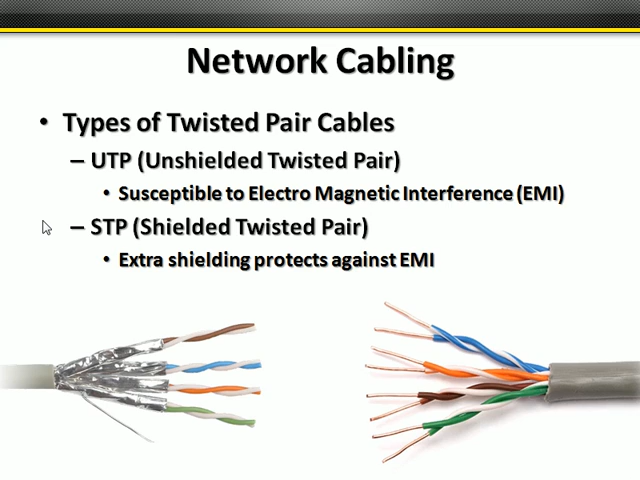 Network Cabling
• Types of Twisted Pair Cables
– UTP (Unshielded Twisted Pair)
• Susceptible to Electro Magnetic Interference (EMI)
– STP (Shielded Twisted Pair)
• Extra shielding protects against EMI